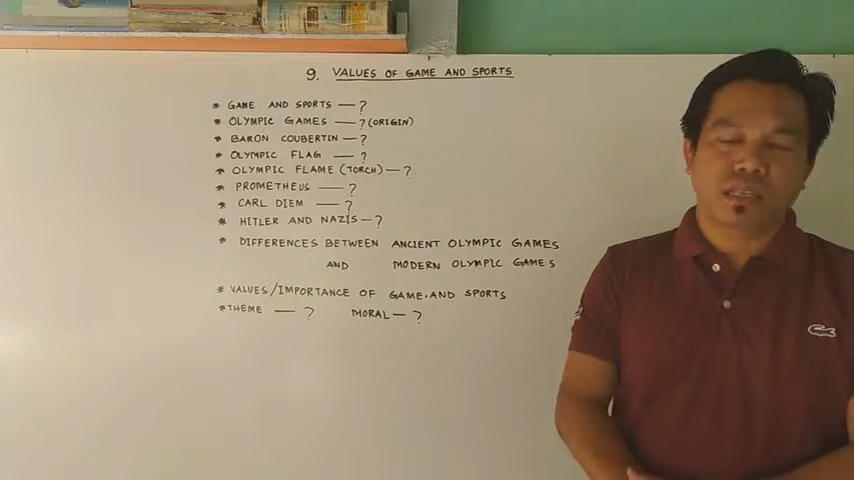 9. VALUES OF GAME AND SPORTS
* GAME AND SPORTS — ?
* OLYMPIC GAMES — ? (ORIGIN)
* BARON COUBERTIN — ?
* OLYMPIC FLAG — ?
* OLYMPIC FLAME (TORCH) — ?
* PROMETHEUS — ?
* CARL DIEM — ?
* HITLER AND NAZIS — ?
* DIFFERENCES BETWEEN ANCIENT OLYMPIC GAMES
AND MODERN OLYMPIC GAMES
* VALUES/IMPORTANCE OF GAME AND SPORTS
* THEME — ? MORAL — ?